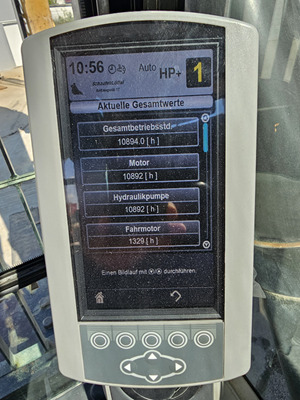 10:56 Auto HP+ 1
Aktuelle Gesamtwerte
Gesamtbetriebsstd.
10894.0 [ h ]
Motor
10892 [ h ]
Hydraulikpumpe
10892 [ h ]
Fahrmotor
1329 [ h ]
Einen Bildlauf mit / durchführen.